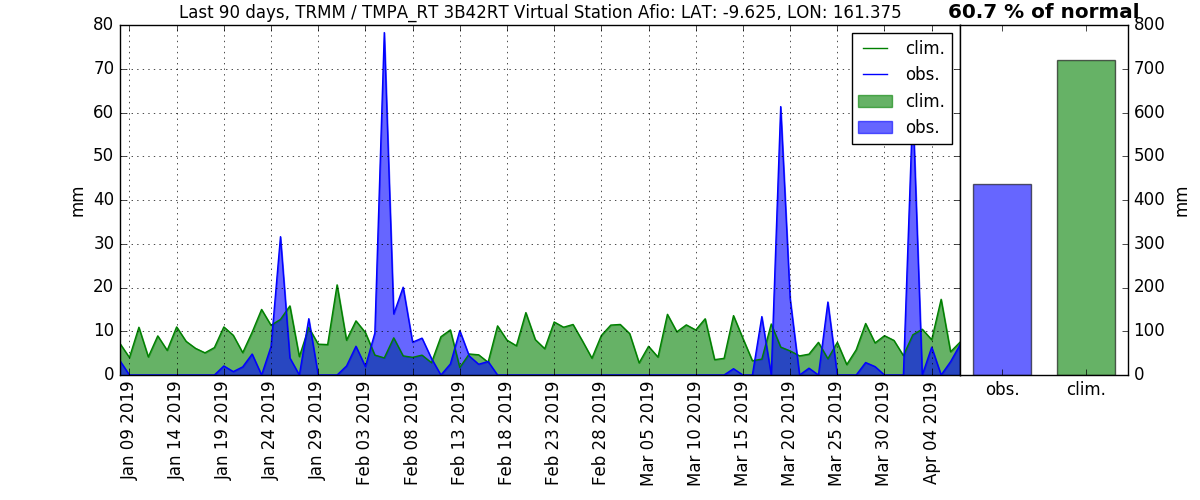 Last 90 days, TRMM / TMPA_RT 3B42RT Virtual Station Afio: LAT: -9.625, LON: 161.375
60.7 % of normal
80
70
60
50
40
30
20
10
0
mm
clim.
obs.
clim.
obs.
Jan 09 2019
Jan 14 2019
Jan 19 2019
Jan 24 2019
Jan 29 2019
Feb 03 2019
Feb 08 2019
Feb 13 2019
Feb 18 2019
Feb 23 2019
Feb 28 2019
Mar 05 2019
Mar 10 2019
Mar 15 2019
Mar 20 2019
Mar 25 2019
Mar 30 2019
Apr 04 2019
800
700
600
500
400
300
200
100
0
mm
obs.
clim.